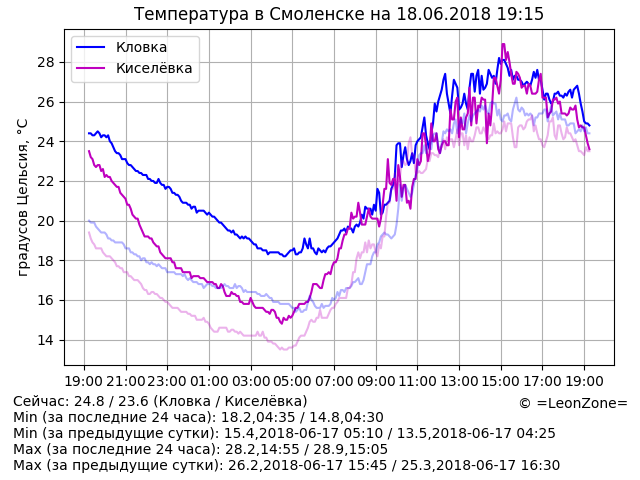 Температура в Смоленске на 18.06.2018 19:15
Кловка
Киселёвка
градусов Цельсия, °C
28
26
24
22
20
18
16
14
19:00 21:00 23:00 01:00 03:00 05:00 07:00 09:00 11:00 13:00 15:00 17:00 19:00
Сейчас: 24.8 / 23.6 (Кловка / Киселёвка)
© =LeonZone=
Min (за последние 24 часа): 18.2,04:35 / 14.8,04:30
Min (за предыдущие сутки): 15.4,2018-06-17 05:10 / 13.5,2018-06-17 04:25
Max (за последние 24 часа): 28.2,14:55 / 28.9,15:05
Max (за предыдущие сутки): 26.2,2018-06-17 15:45 / 25.3,2018-06-17 16:30